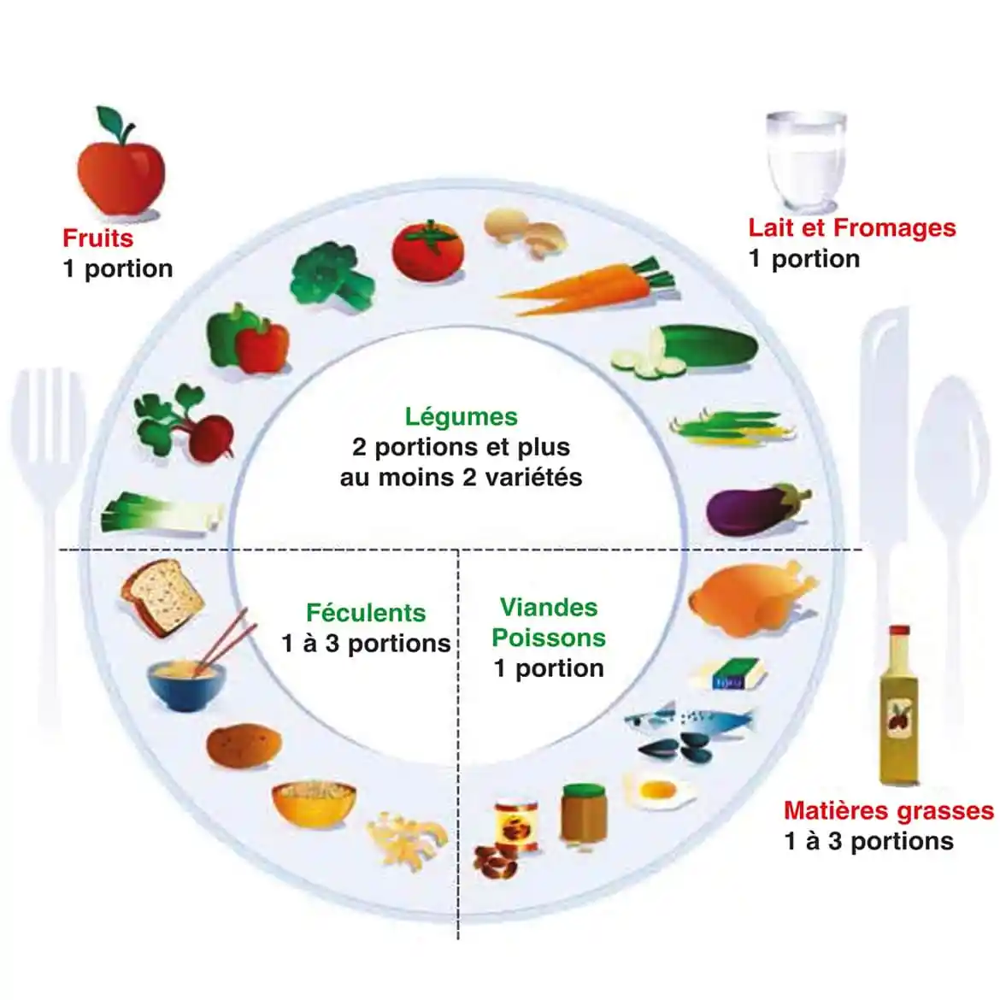 Fruits
1 portion
Lait et Fromages
1 portion
Légumes
2 portions et plus
au moins 2 variétés
Féculents
1 à 3 portions
Viandes
Poissons
1 portion
Matières grasses
1 à 3 portions